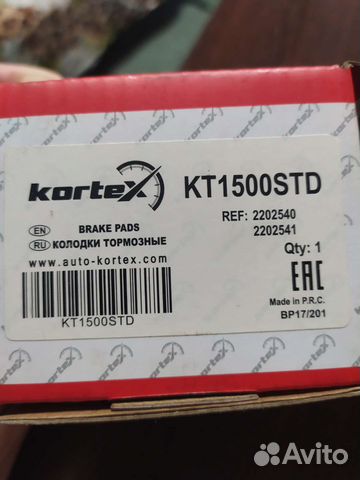 kortex KT1500STD
REF: 2202540
2202541
EN BRAKE PADS
RU КОЛОДКИ ТОРМОЗНЫЕ
Qty: 1
www.auto-kortex.com
EAC
KT1500STD
Made in P.R.C.
BP17/201
Avito